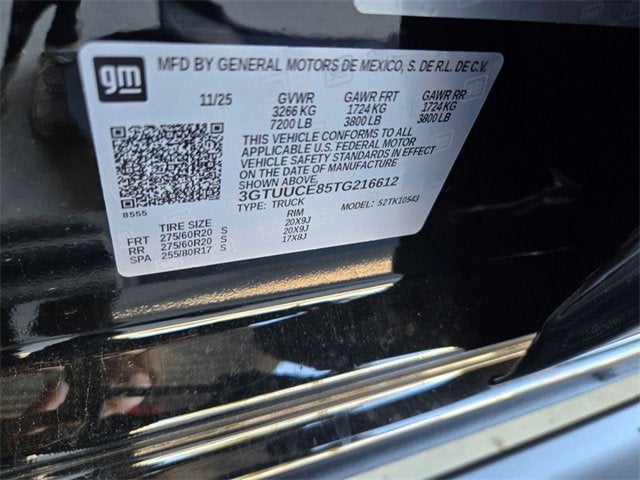 gm
MFD BY GENERAL MOTORS DE MEXICO, S. DE R.L. DE C.V.
11/25 GVWR GAWR FRT GAWR RR
3266 KG 1724 KG 1724 KG
7200 LB 3800 LB 3800 LB
THIS VEHICLE CONFORMS TO ALL
APPLICABLE U.S. FEDERAL MOTOR
VEHICLE SAFETY STANDARDS IN EFFECT
ON THE DATE OF MANUFACTURE
SHOWN ABOVE.
3GTUUCE85TG216612
TYPE: TRUCK MODEL: 52TK10543
8555
TIRE SIZE RIM
FRT 275/60R20 S 20X9J
RR 275/60R20 S 20X9J
SPA 255/80R17 S 17X8J